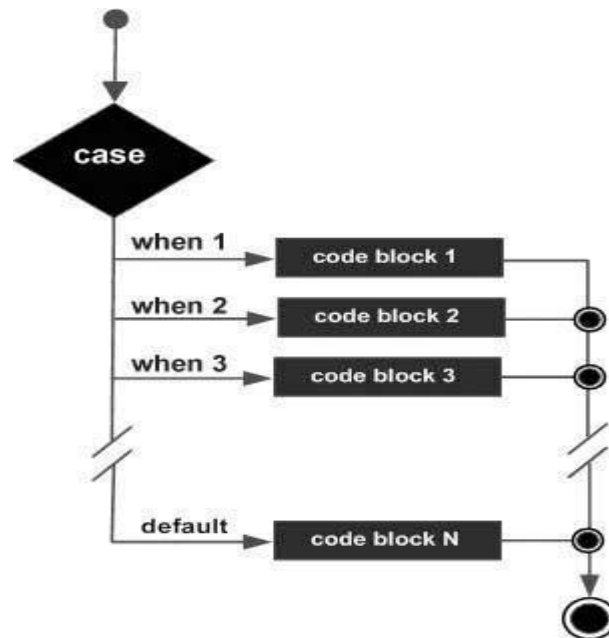 case
when 1
code block 1
when 2
code block 2
when 3
code block 3
default
code block N